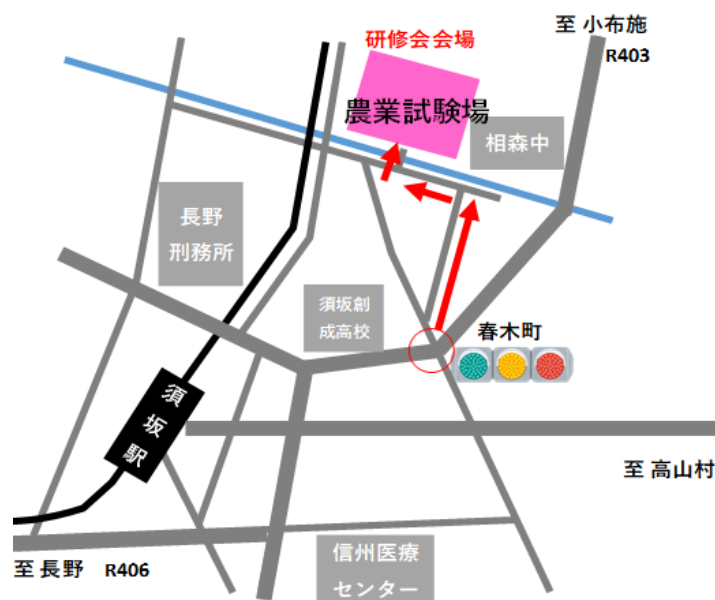 至 小布施
R403
研修会会場
農業試験場
相森中
長野
刑務所
須坂創
成高校
春木町
須坂駅
至 高山村
信州医療
センター
至 長野 R406